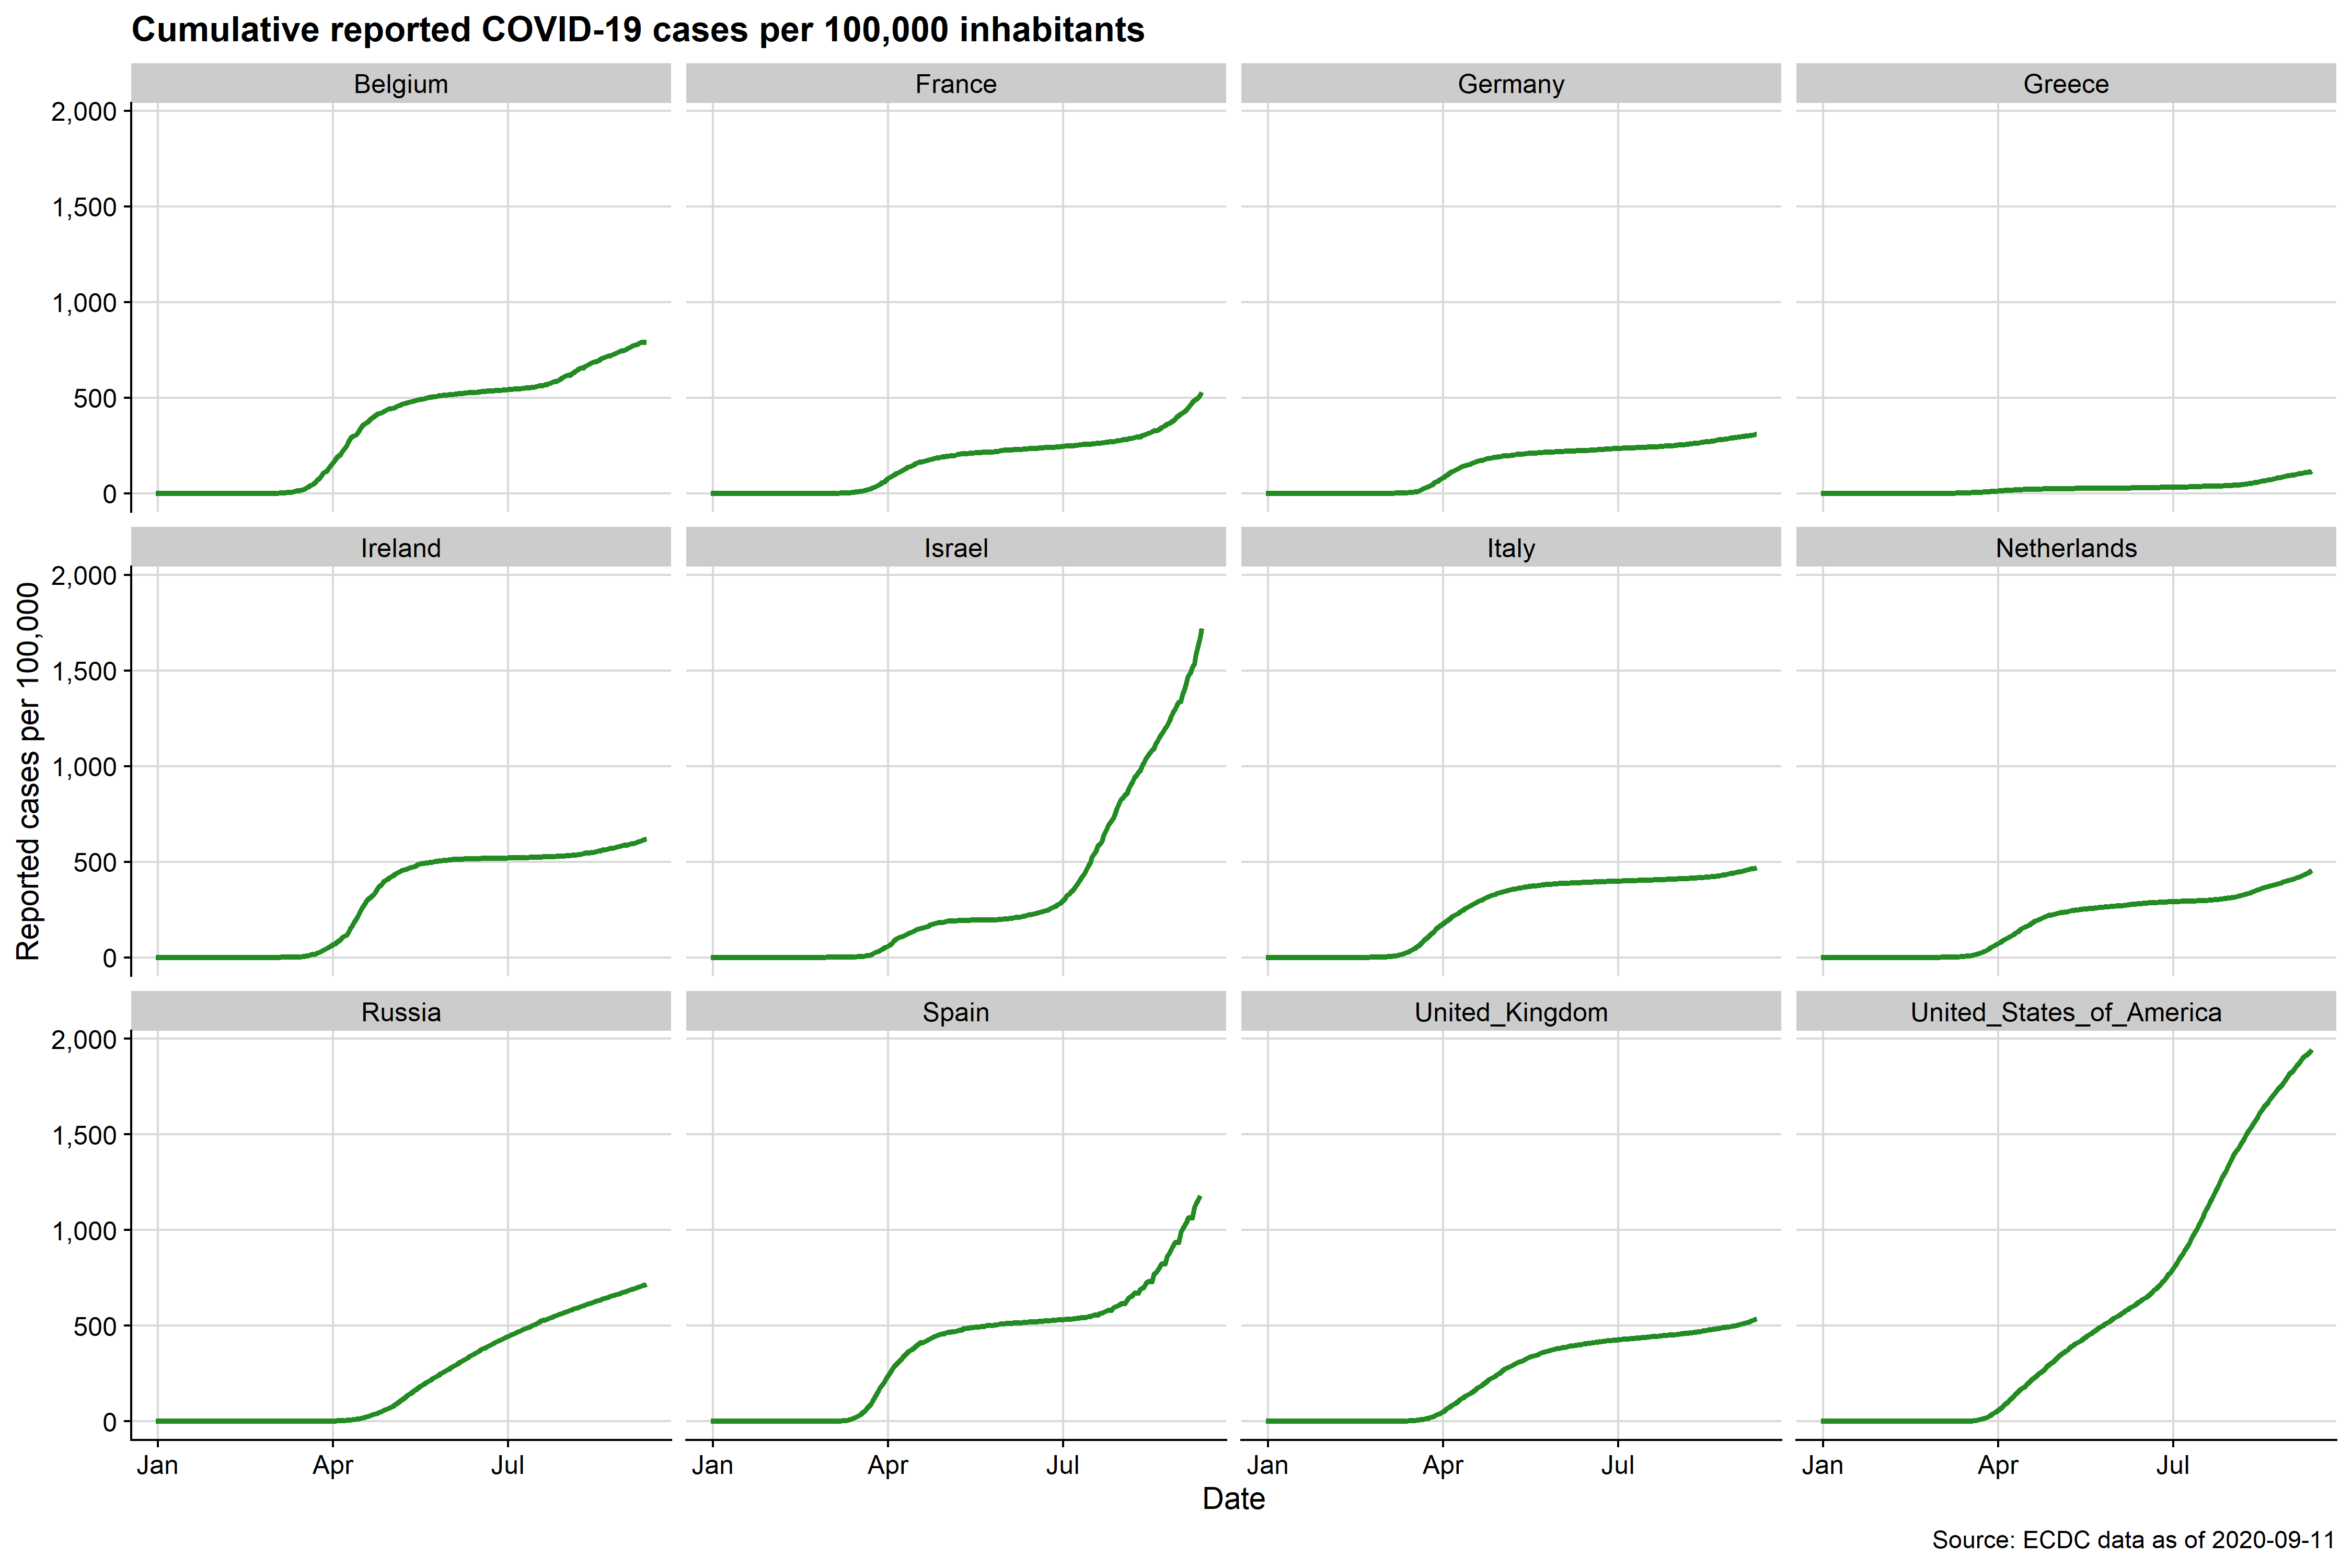 Cumulative reported COVID-19 cases per 100,000 inhabitants
Belgium France Germany Greece
2,000
1,500
1,000
500
0
Ireland Israel Italy Netherlands
2,000
1,500
1,000
500
0
Reported cases per 100,000
Russia Spain United_Kingdom United_States_of_America
2,000
1,500
1,000
500
0
Jan Apr Jul Jan Apr Jul Jan Apr Jul Jan Apr Jul
Date
Source: ECDC data as of 2020-09-11